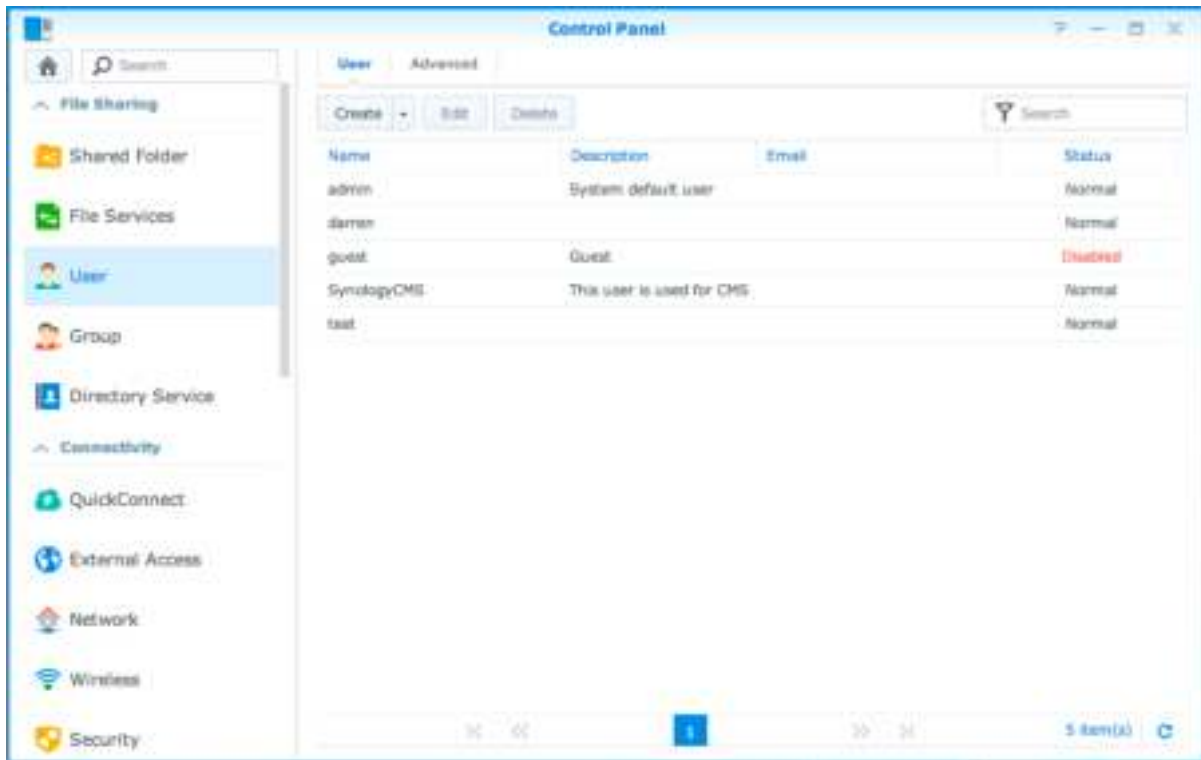 Control Panel
Search
User Advanced
File Sharing
Create Edit Delete
Search
Shared Folder
Name Description Email Status
admin System default user Normal
File Services
darren Normal
guest Guest Disabled
User
SynologyCMS This user is used for CMS Normal
test Normal
Group
Directory Service
Connectivity
QuickConnect
External Access
Network
Wireless
Security
1
5 item(s)